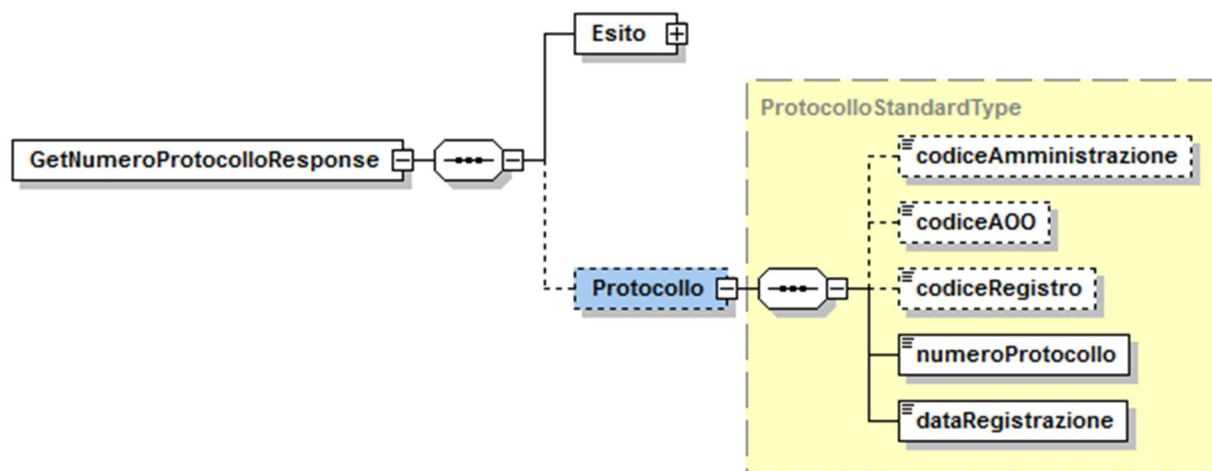 Esito
ProtocolloStandardType
codiceAmministrazione
GetNumeroProtocolloResponse
codiceAOO
Protocollo
codiceRegistro
numeroProtocollo
dataRegistrazione